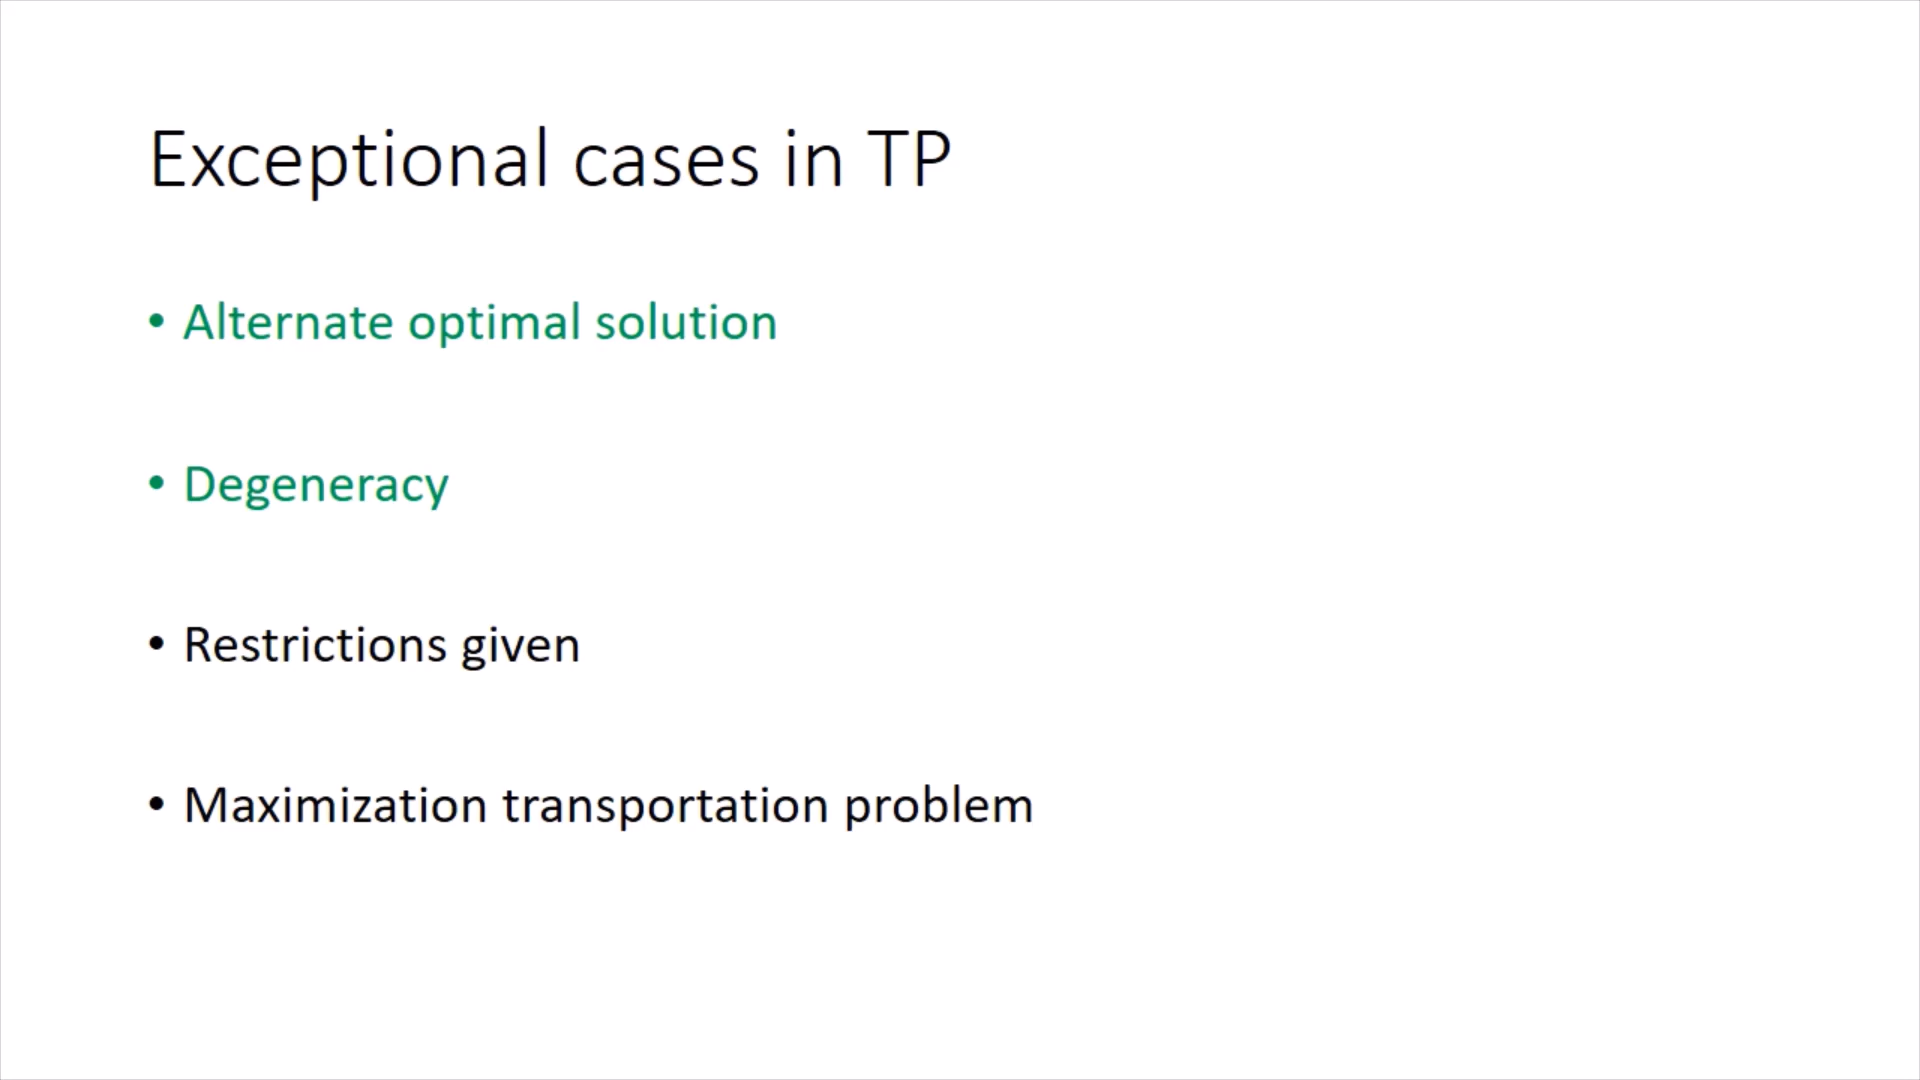 Exceptional cases in TP
• Alternate optimal solution
• Degeneracy
• Restrictions given
• Maximization transportation problem